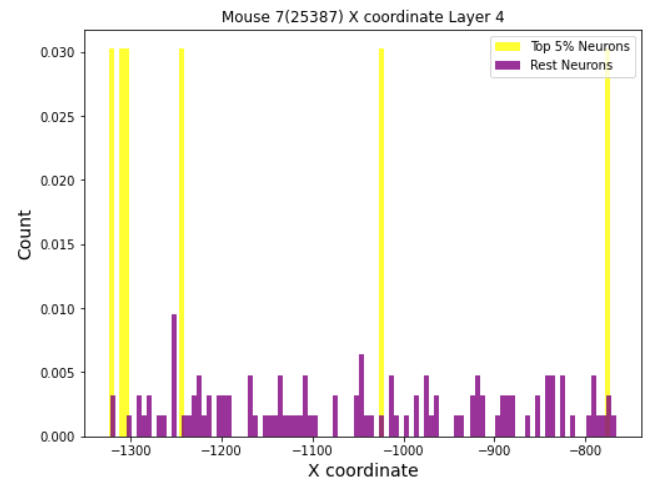 Mouse 7(25387) X coordinate Layer 4
Top 5% Neurons
Rest Neurons
Count
0.030
0.025
0.020
0.015
0.010
0.005
0.000
−1300
−1200
−1100
−1000
−900
−800
X coordinate